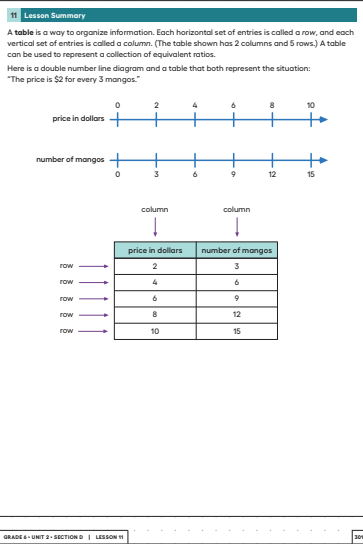 11 Lesson Summary
A table is a way to organize information. Each horizontal set of entries is called a row, and each
vertical set of entries is called a column. (The table shown has 2 columns and 5 rows.) A table
can be used to represent a collection of equivalent ratios.
Here is a double number line diagram and a table that both represent the situation:
“The price is $2 for every 3 mangos.”
0 2 4 6 8 10
price in dollars
number of mangos
0 3 6 9 12 15
column column
price in dollars number of mangos
row 2 3
row 4 6
row 6 9
row 8 12
row 10 15
GRADE 6 • UNIT 2 • SECTION D | LESSON 11